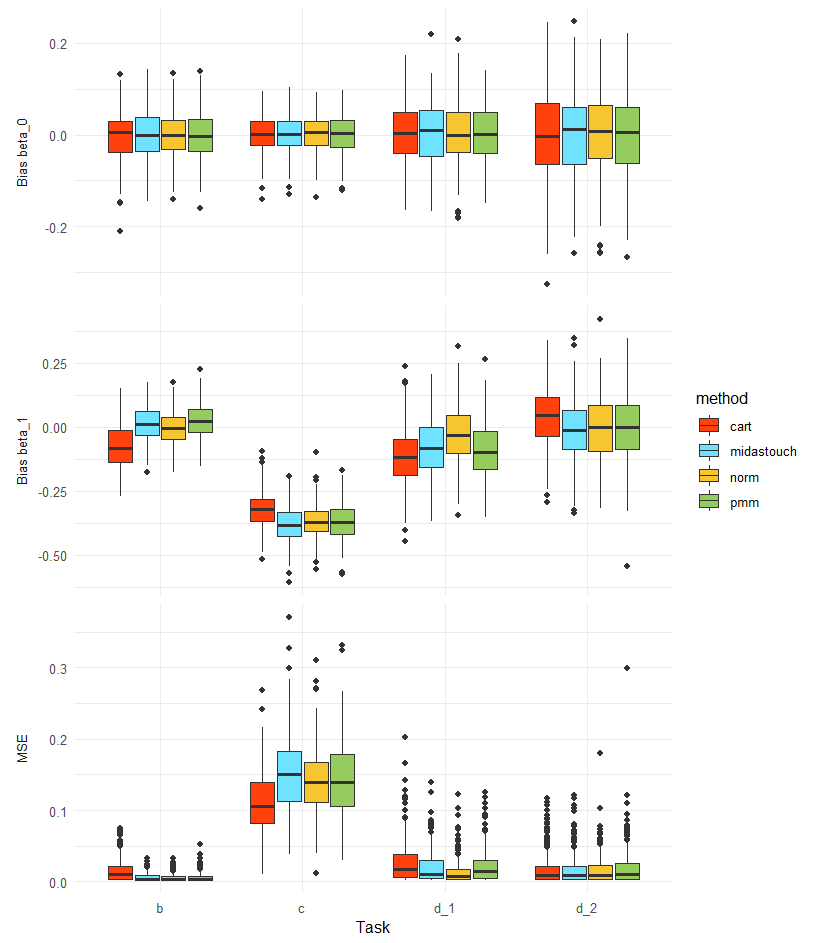 Bias beta_0
0.2
0.0
-0.2
Bias beta_1
0.25
0.00
-0.25
-0.50
MSE
0.3
0.2
0.1
0.0
b
c
d_1
d_2
Task
method
cart
midastouch
norm
pmm